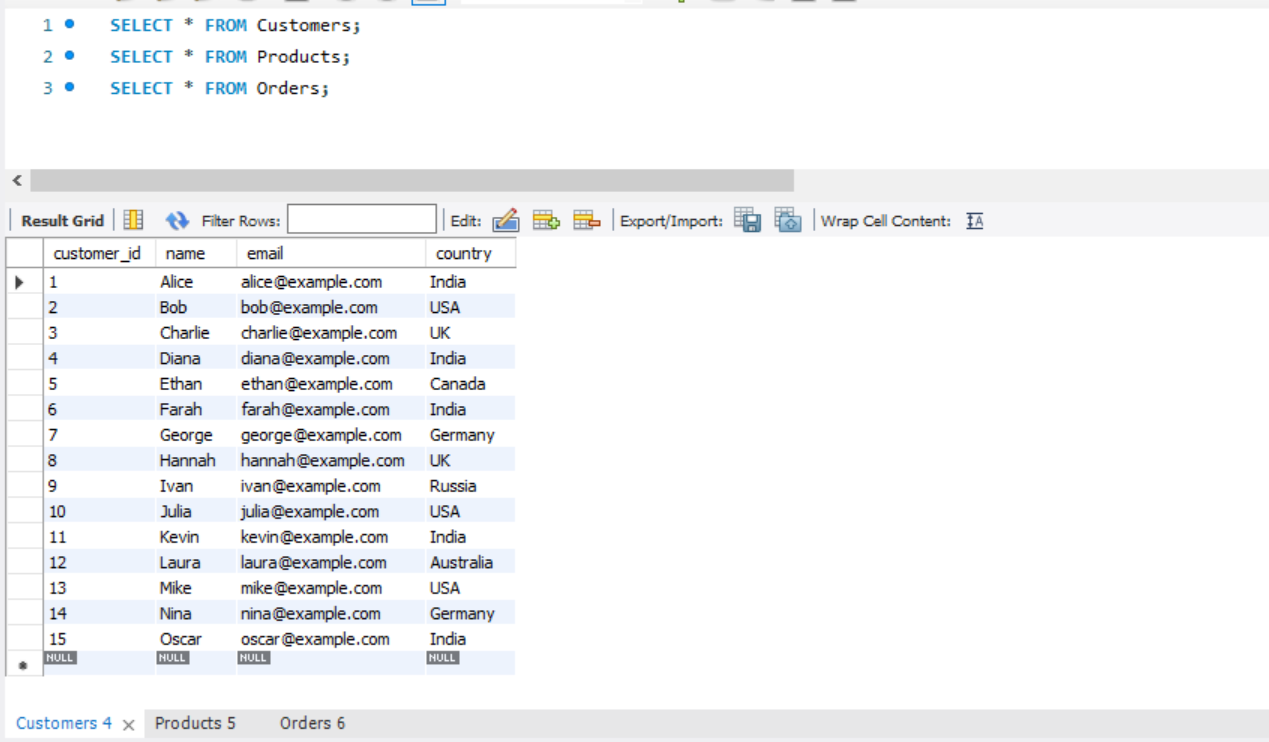 1 SELECT * FROM Customers;
2 SELECT * FROM Products;
3 SELECT * FROM Orders;
Result Grid Filter Rows: Edit: Export/Import: Wrap Cell Content: IA
customer_id name email country
1 Alice alice@example.com India
2 Bob bob@example.com USA
3 Charlie charlie@example.com UK
4 Diana diana@example.com India
5 Ethan ethan@example.com Canada
6 Farah farah@example.com India
7 George george@example.com Germany
8 Hannah hannah@example.com UK
9 Ivan ivan@example.com Russia
10 Julia julia@example.com USA
11 Kevin kevin@example.com India
12 Laura laura@example.com Australia
13 Mike mike@example.com USA
14 Nina nina@example.com Germany
15 Oscar oscar@example.com India
NULL NULL NULL NULL
Customers 4 × Products 5 Orders 6